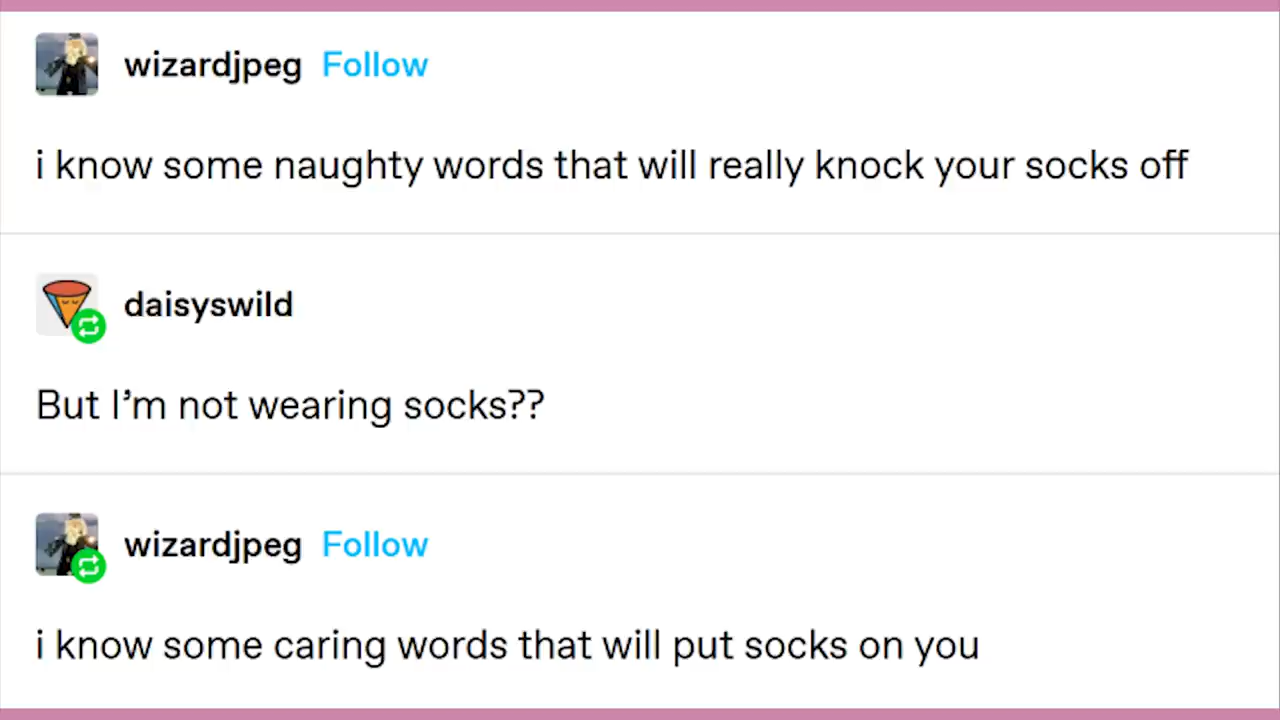 wizardjpeg Follow
i know some naughty words that will really knock your socks off
daisyswild
But I’m not wearing socks??
wizardjpeg Follow
i know some caring words that will put socks on you